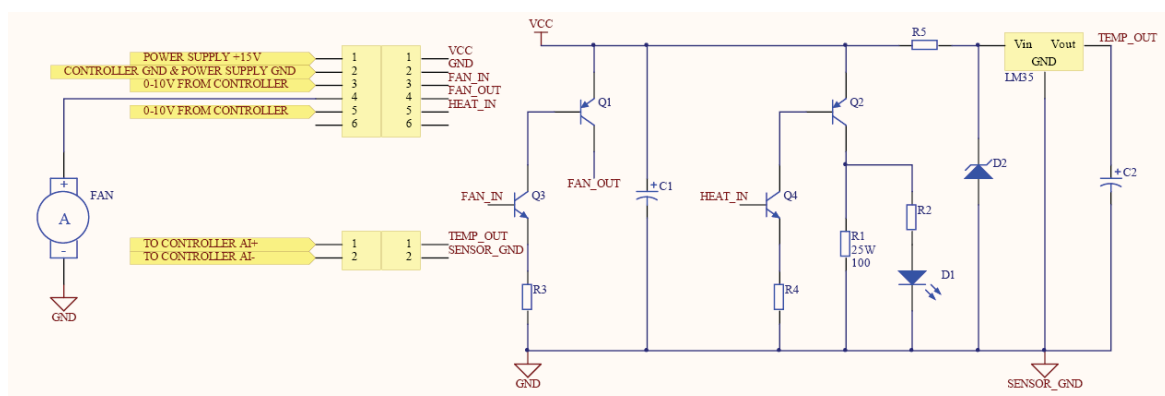 POWER SUPPLY +15V 1 1 VCC
CONTROLLER GND & POWER SUPPLY GND 2 2 GND
0-10V FROM CONTROLLER 3 3 FAN_IN
4 4 FAN_OUT
0-10V FROM CONTROLLER 5 5 HEAT_IN
6 6
+
FAN
A
-
GND
TO CONTROLLER AI+ 1 1 TEMP_OUT
TO CONTROLLER AI- 2 2 SENSOR_GND
VCC
Q1
FAN_OUT
FAN_IN
Q3
R3
GND
+
C1
Q2
HEAT_IN
Q4
R4
R1
25W
100
R2
D1
R5
D2
Vin Vout
GND
LM35
TEMP_OUT
+
C2
SENSOR_GND